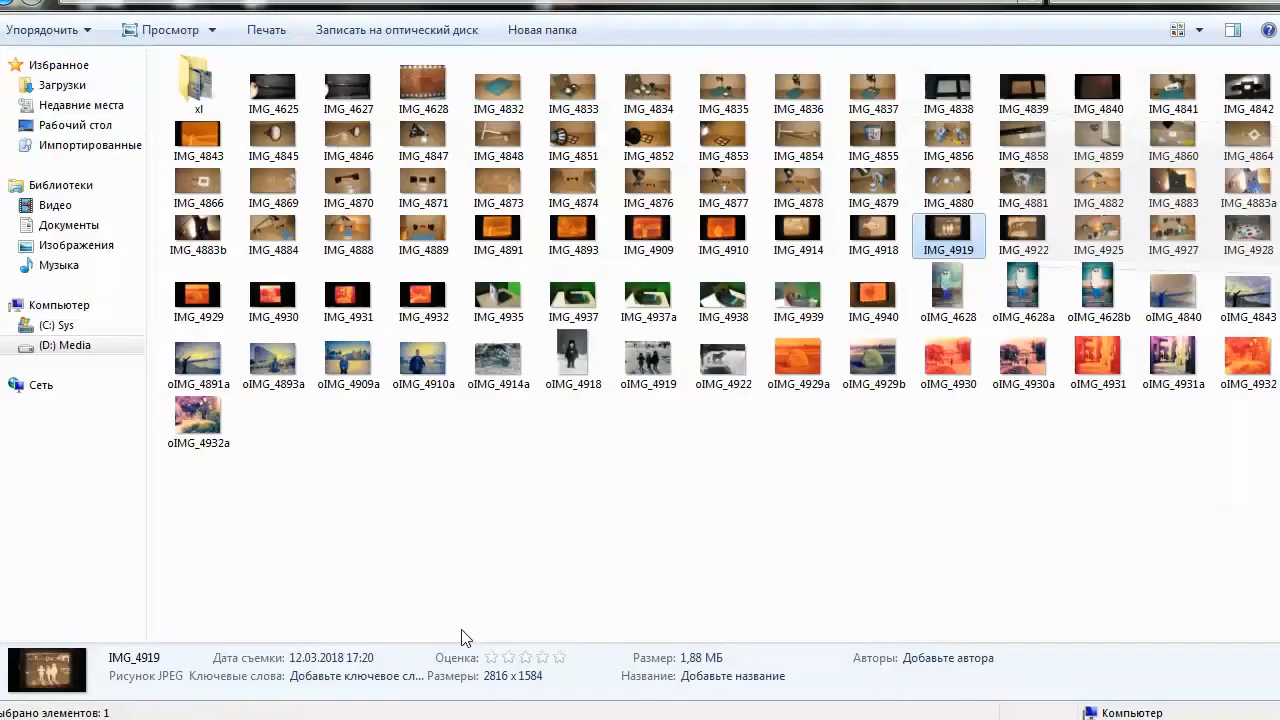 Упорядочить Просмотр Печать Записать на оптический диск Новая папка
Избранное
Загрузки
Недавние места
Рабочий стол
Импортированные
Библиотеки
Видео
Документы
Изображения
Музыка
Компьютер
(C:) Sys
(D:) Media
Сеть
xl IMG_4625 IMG_4627 IMG_4628 IMG_4832 IMG_4833 IMG_4834 IMG_4835 IMG_4836 IMG_4837 IMG_4838 IMG_4839 IMG_4840 IMG_4841 IMG_4842
IMG_4843 IMG_4845 IMG_4846 IMG_4847 IMG_4848 IMG_4851 IMG_4852 IMG_4853 IMG_4854 IMG_4855 IMG_4856 IMG_4858 IMG_4859 IMG_4860 IMG_4864
IMG_4866 IMG_4869 IMG_4870 IMG_4871 IMG_4873 IMG_4874 IMG_4876 IMG_4877 IMG_4878 IMG_4879 IMG_4880 IMG_4881 IMG_4882 IMG_4883 IMG_4883a
IMG_4883b IMG_4884 IMG_4888 IMG_4889 IMG_4891 IMG_4893 IMG_4909 IMG_4910 IMG_4914 IMG_4918 IMG_4919 IMG_4922 IMG_4925 IMG_4927 IMG_4928
IMG_4929 IMG_4930 IMG_4931 IMG_4932 IMG_4935 IMG_4937 IMG_4937a IMG_4938 IMG_4939 IMG_4940 oIMG_4628 oIMG_4628a oIMG_4628b oIMG_4840 oIMG_4843
oIMG_4891a oIMG_4893a oIMG_4909a oIMG_4910a oIMG_4914a oIMG_4918 oIMG_4919 oIMG_4922 oIMG_4929a oIMG_4929b oIMG_4930 oIMG_4930a oIMG_4931 oIMG_4931a oIMG_4932
oIMG_4932a
IMG_4919 Дата съемки: 12.03.2018 17:20 Оценка: Размер: 1,88 МБ Авторы: Добавьте автора
Рисунок JPEG Ключевые слова: Добавьте ключевое сл... Размеры: 2816 x 1584 Название: Добавьте название
ыбрано элементов: 1 Компьютер